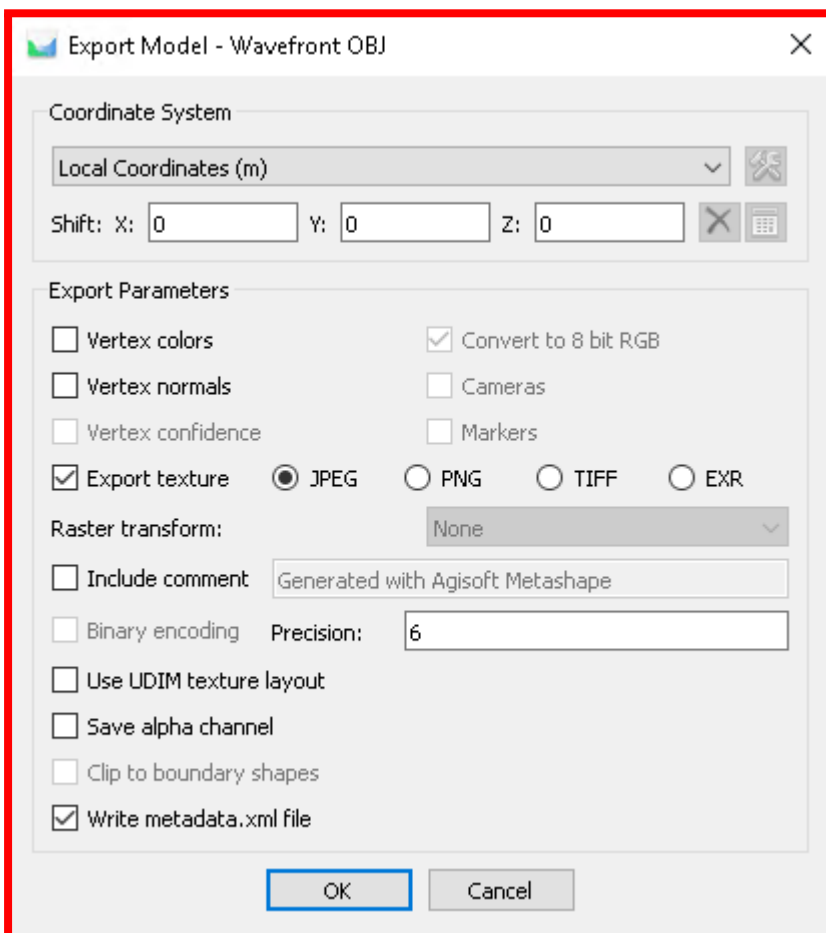 Export Model - Wavefront OBJ
Coordinate System
Local Coordinates (m)
Shift: X: 0 Y: 0 Z: 0
Export Parameters
Vertex colors Convert to 8 bit RGB
Vertex normals Cameras
Vertex confidence Markers
Export texture JPEG PNG TIFF EXR
Raster transform: None
Include comment Generated with Agisoft Metashape
Binary encoding Precision: 6
Use UDIM texture layout
Save alpha channel
Clip to boundary shapes
Write metadata.xml file
OK Cancel